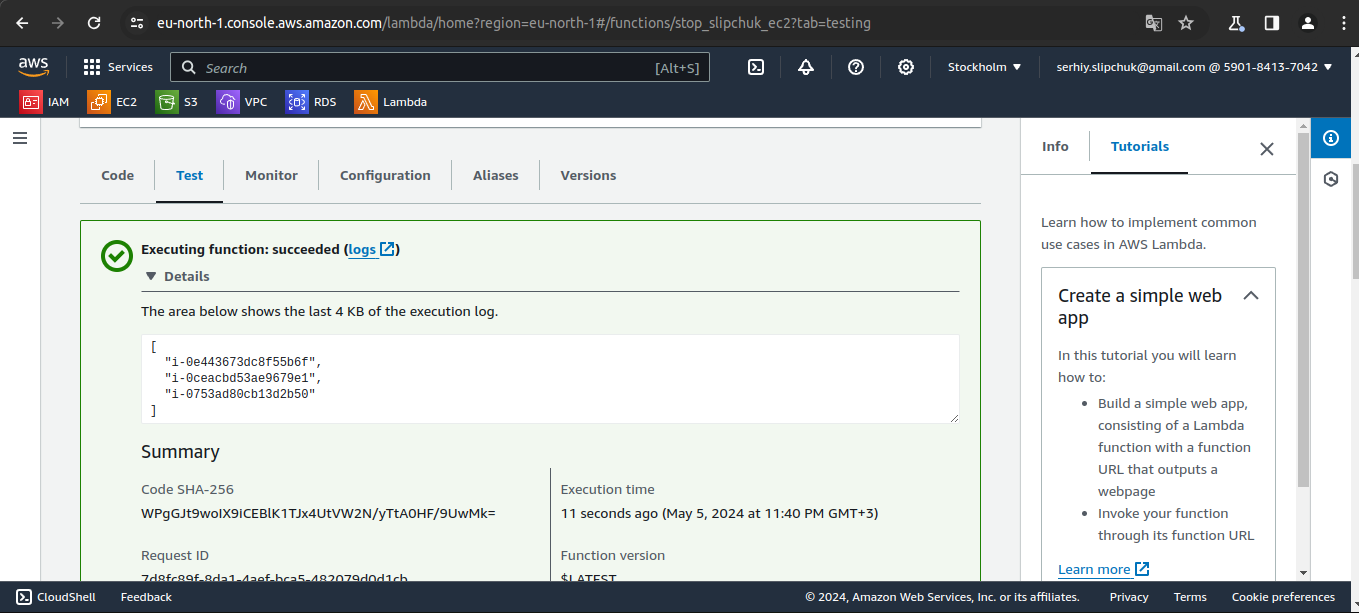 eu-north-1.console.aws.amazon.com/lambda/home?region=eu-north-1#/functions/stop_slipchuk_ec2?tab=testing
aws
Services
Search
[Alt+S]
Stockholm
serhiy.slipchuk@gmail.com @ 5901-8413-7042
IAM
EC2
S3
VPC
RDS
Lambda
Code
Test
Monitor
Configuration
Aliases
Versions
Executing function: succeeded (logs)
Details
The area below shows the last 4 KB of the execution log.
[
"i-0e443673dc8f55b6f",
"i-0ceacbd53ae9679e1",
"i-0753ad80cb13d2b50"
]
Summary
Code SHA-256
WPgGJt9woIX9iCEBlK1TJx4UtVW2N/yTtA0HF/9UwMk=
Execution time
11 seconds ago (May 5, 2024 at 11:40 PM GMT+3)
Request ID
7d8fc89f-8da1-4aef-bca5-482079d0d1cb
Function version
$LATEST
Info
Tutorials
Learn how to implement common
use cases in AWS Lambda.
Create a simple web
app
In this tutorial you will learn
how to:
• Build a simple web app,
consisting of a Lambda
function with a function
URL that outputs a
webpage
• Invoke your function
through its function URL
Learn more
CloudShell
Feedback
© 2024, Amazon Web Services, Inc. or its affiliates.
Privacy
Terms
Cookie preferences